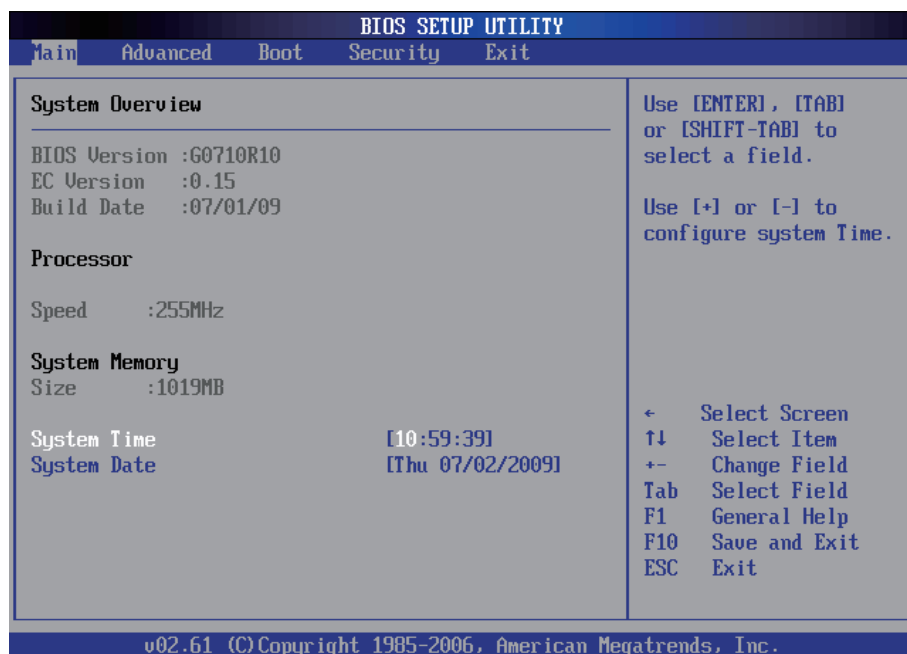 BIOS SETUP UTILITY
Main Advanced Boot Security Exit
System Overview
BIOS Version :G0710R10
EC Version :0.15
Build Date :07/01/09
Processor
Speed :255MHz
System Memory
Size :1019MB
System Time [10:59:39]
System Date [Thu 07/02/2009]
Use [ENTER], [TAB]
or [SHIFT-TAB] to
select a field.
Use [+] or [-] to
configure system Time.
← Select Screen
↑↓ Select Item
+- Change Field
Tab Select Field
F1 General Help
F10 Save and Exit
ESC Exit
v02.61 (C)Copyright 1985-2006, American Megatrends, Inc.